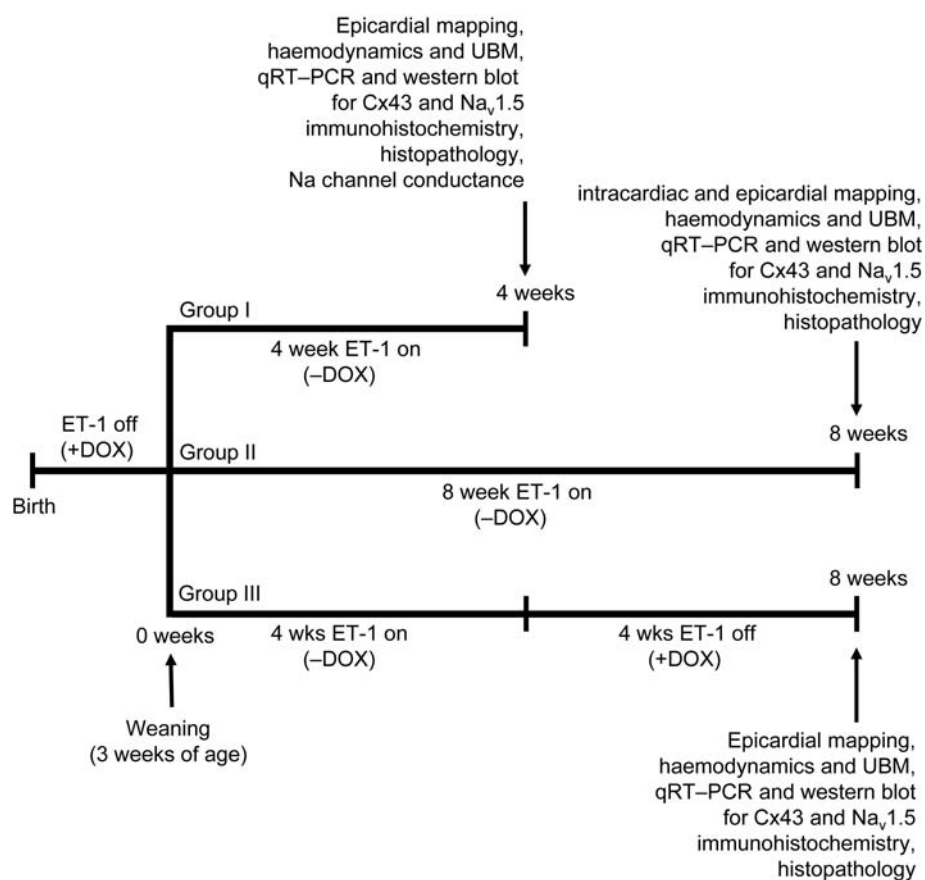 Epicardial mapping,
haemodynamics and UBM,
qRT–PCR and western blot
for Cx43 and Nav1.5
immunohistochemistry,
histopathology,
Na channel conductance
intracardiac and epicardial mapping,
haemodynamics and UBM,
qRT–PCR and western blot
for Cx43 and Nav1.5
immunohistochemistry,
histopathology
4 weeks
Group I
4 week ET-1 on
(–DOX)
ET-1 off
(+DOX)
8 weeks
Group II
Birth
8 week ET-1 on
(–DOX)
8 weeks
Group III
0 weeks
4 wks ET-1 on
(–DOX)
4 wks ET-1 off
(+DOX)
Weaning
(3 weeks of age)
Epicardial mapping,
haemodynamics and UBM,
qRT–PCR and western blot
for Cx43 and Nav1.5
immunohistochemistry,
histopathology